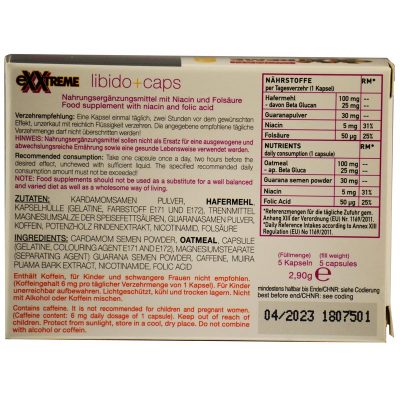 eXXTREME
libido+caps
Nahrungsergänzungsmittel mit Niacin und Folsäure
Food supplement with niacin and folic acid
Verzehrempfehlung: Eine Kapsel einmal täglich, zwei Stunden vor dem gewünschten
Effekt, unzerkaut mit reichlich Flüssigkeit verzehren. Die angegebene empfohlene tägliche
Verzehrmenge darf nicht überschritten werden!
HINWEIS: Nahrungsergänzungsmittel sollen nicht als Ersatz für eine ausgewogene und
abwechslungsreiche Ernährung sowie eine gesunde Lebensweise verwendet werden.
Recommended consumption: Take one capsule once a day, two hours before the
desired effect, unchewed with sufficient liquid. The specified recommended daily
consumption amount must not be exceeded!
NOTE: Food supplements should not be used as a substitute for a well balanced
and varied diet as well as a wholesome way of living.
ZUTATEN: KARDAMOMSAMEN PULVER, HAFERMEHL,
KAPSELHÜLLE (GELATINE, FARBSTOFF E171 UND E172), TRENNMITTEL
MAGNESIUMSALZE DER SPEISEFETTSÄUREN, GUARANASAMEN PULVER,
KOFFEIN, POTENZHOLZ RINDENEXTRAKT, NICOTINAMID, FOLSÄURE
INGREDIENTS: CARDAMOM SEMEN POWDER, OATMEAL, CAPSULE
(GELATINE, COLOURING AGENT E171 AND E172), MAGNESIUMSTEARATE
(SEPARATING AGENT) GUARANA SEMEN POWDER, CAFFEINE, MUIRA
PUAMA BARK EXTRACT, NICOTINAMIDE, FOLIC ACID
Enthält Koffein, für Kinder und schwangere Frauen nicht empfohlen.
(Koffeingehalt 6 mg pro täglicher Verzehrmenge von 1 Kapsel). Für Kinder
unerreichbar aufbewahren. Lichtgeschützt, kühl und trocken lagern. Nicht
mit Alkohol oder Koffein mischen.
Contains caffeine. It is not recommended for children and pregnant women.
(Caffeine content: 6 mg daily dosage of 1 capsule). Keep out of reach of
children. Protect from sunlight, store in a cool, dry place. Do not combine
with alcohol or caffeine.
NÄHRSTOFFE RM*
per Tagesverzehr (1 Kapsel)
Hafermehl 100 mg --
- davon Beta Glucan 25 mg --
Guaranapulver 30 mg --
Niacin 5 mg 31%
Folsäure 50 µg 25%
NUTRIENTS RM*
daily consumption (1 capsule)
Oatmeal 100 mg --
- ap. Beta Gluca 25 mg --
Guarana semen powder 30 mg --
Niacin 5 mg 31%
Folic Acid 50 µg 25%
*Referenzmengen für die tägliche Zufuhr gem.
Anhang XIII der Verordnung (EU) Nr. 1169/2011.
*Daily Reference Intakes according to Annex XIII
Regulation (EU) No 1169/2011.
(Füllmenge) (fill weight)
5 Kapseln 5 capsules
2,90g e
mindestens haltbar bis Ende/CHNR: siehe Codierung
best before end/CHNR: see coding
04/2023 1807501